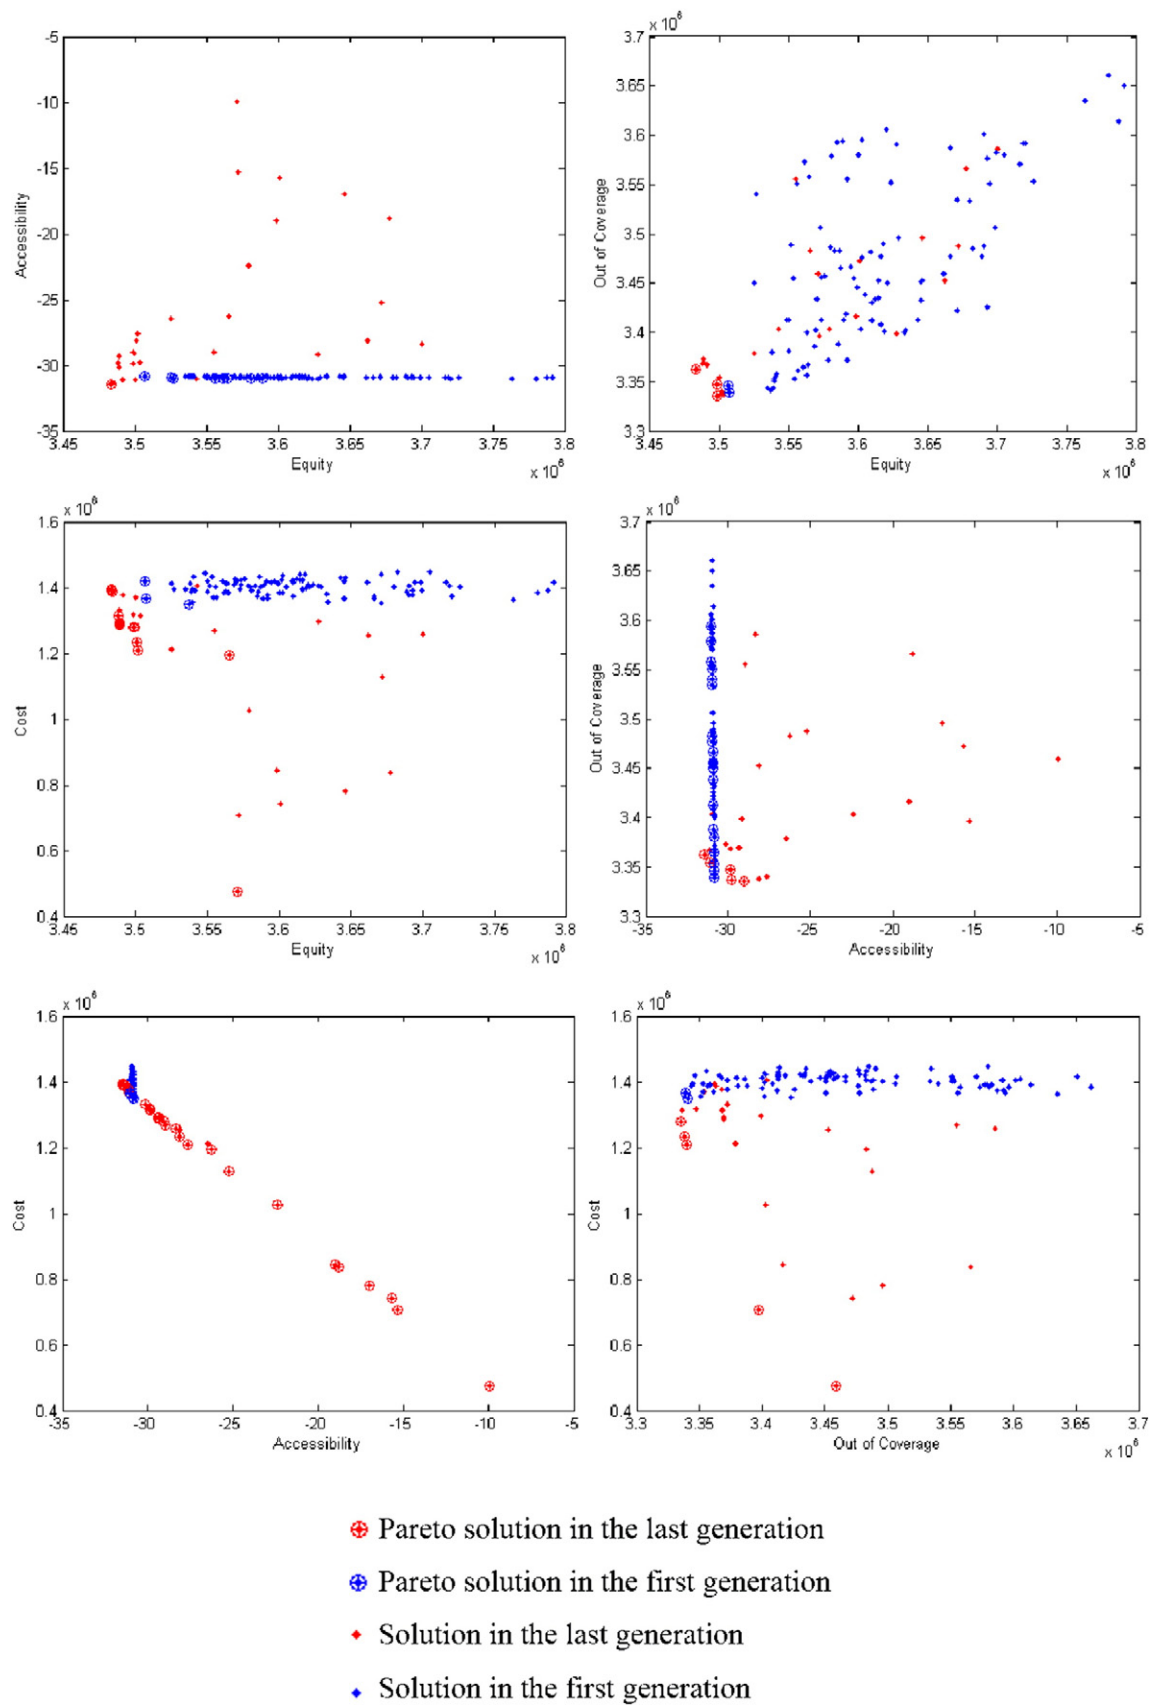 -5
-10
-15
-20
-25
-30
-35
Accessibility
3.45 3.5 3.55 3.6 3.65 3.7 3.75 3.8
Equity
x 10^6
x 10^6
3.7
3.65
3.6
3.55
3.5
3.45
3.4
3.35
3.3
Out of Coverage
3.45 3.5 3.55 3.6 3.65 3.7 3.75 3.8
Equity
x 10^6
x 10^6
1.6
1.4
1.2
1
0.8
0.6
0.4
Cost
3.45 3.5 3.55 3.6 3.65 3.7 3.75 3.8
Equity
x 10^6
x 10^6
3.7
3.65
3.6
3.55
3.5
3.45
3.4
3.35
3.3
Out of Coverage
-35 -30 -25 -20 -15 -10 -5
Accessibility
x 10^6
1.6
1.4
1.2
1
0.8
0.6
0.4
Cost
-35 -30 -25 -20 -15 -10 -5
Accessibility
x 10^6
1.6
1.4
1.2
1
0.8
0.6
0.4
Cost
3.3 3.35 3.4 3.45 3.5 3.55 3.6 3.65 3.7
Out of Coverage
x 10^6
Pareto solution in the last generation
Pareto solution in the first generation
Solution in the last generation
Solution in the first generation